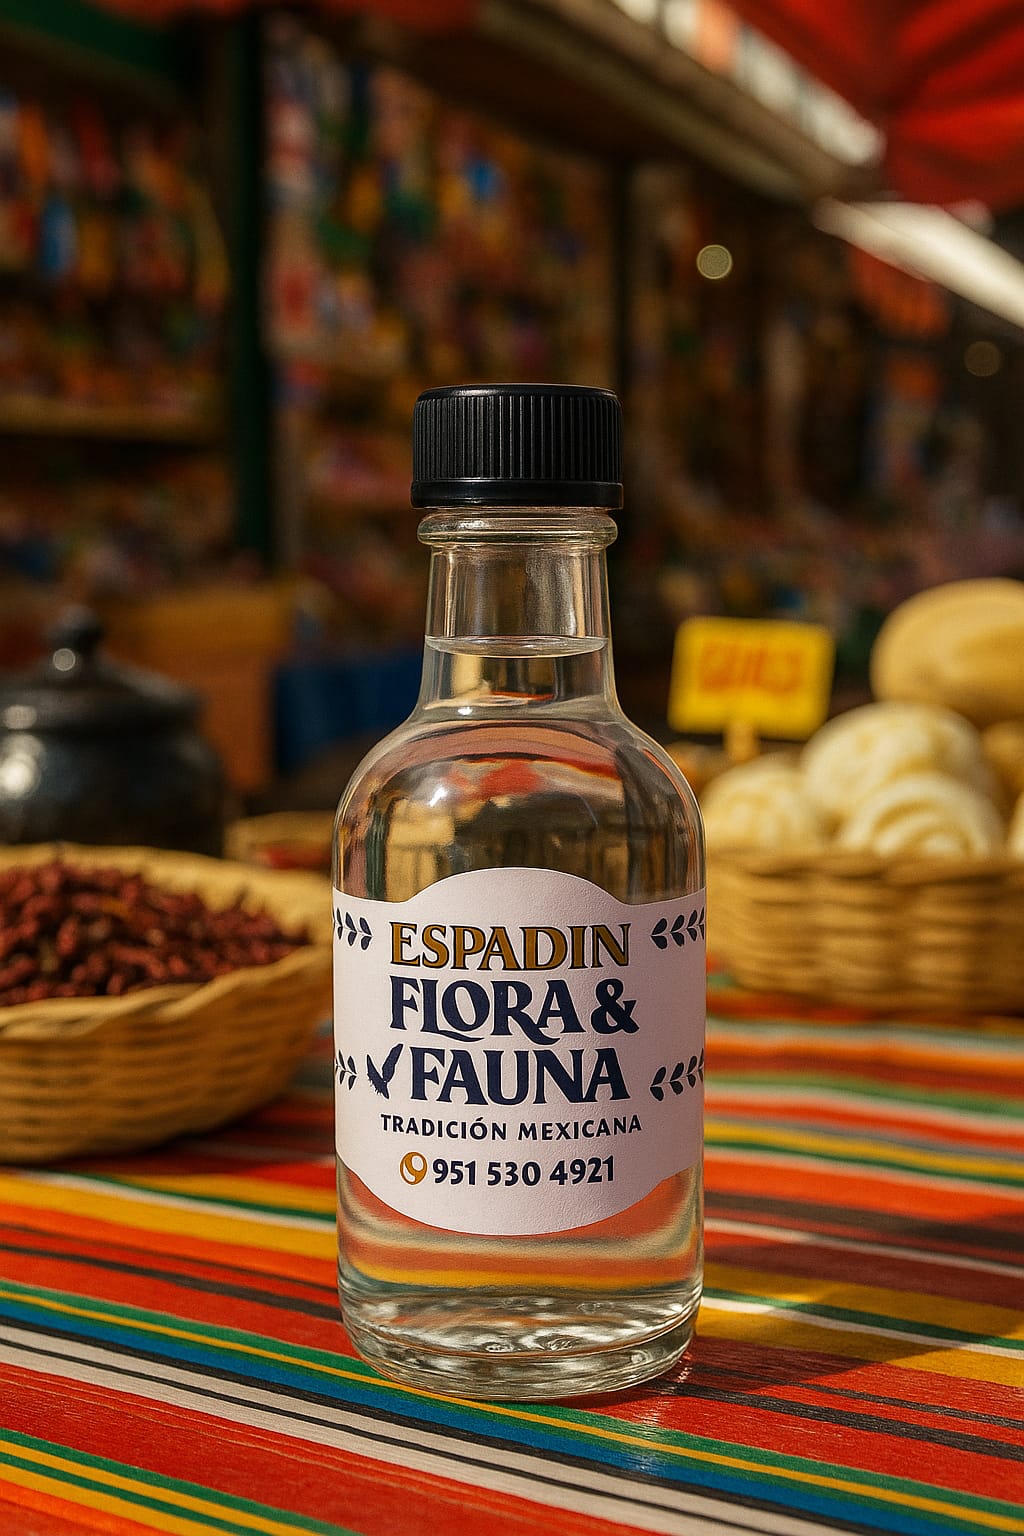 ESPADIN
FLORA &
FAUNA
TRADICIÓN MEXICANA
951 530 4921